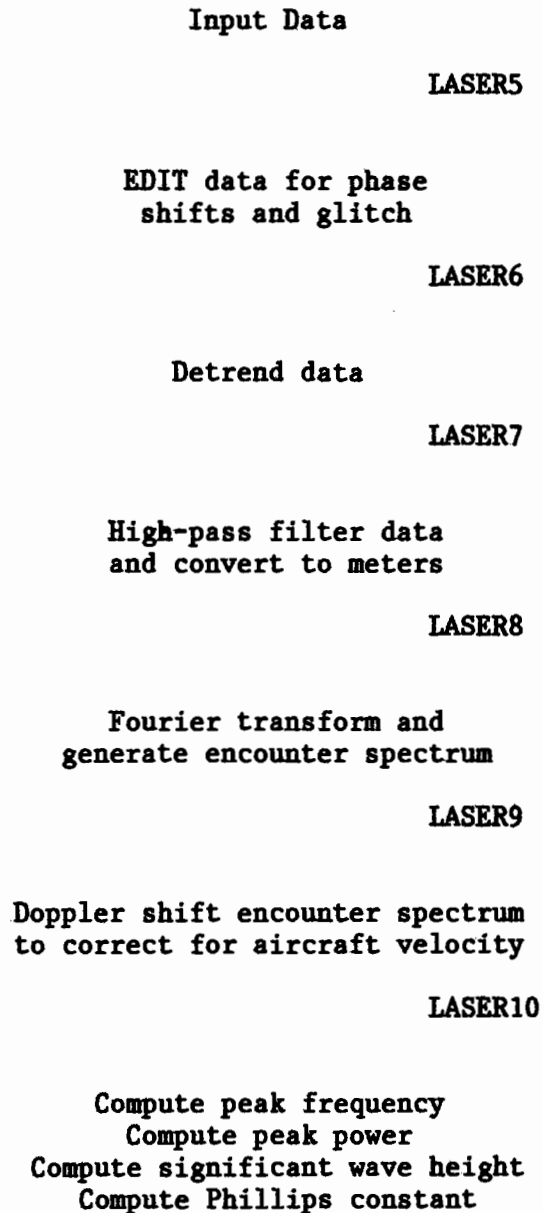 Input Data
LASER5
EDIT data for phase
shifts and glitch
LASER6
Detrend data
LASER7
High-pass filter data
and convert to meters
LASER8
Fourier transform and
generate encounter spectrum
LASER9
Doppler shift encounter spectrum
to correct for aircraft velocity
LASER10
Compute peak frequency
Compute peak power
Compute significant wave height
Compute Phillips constant